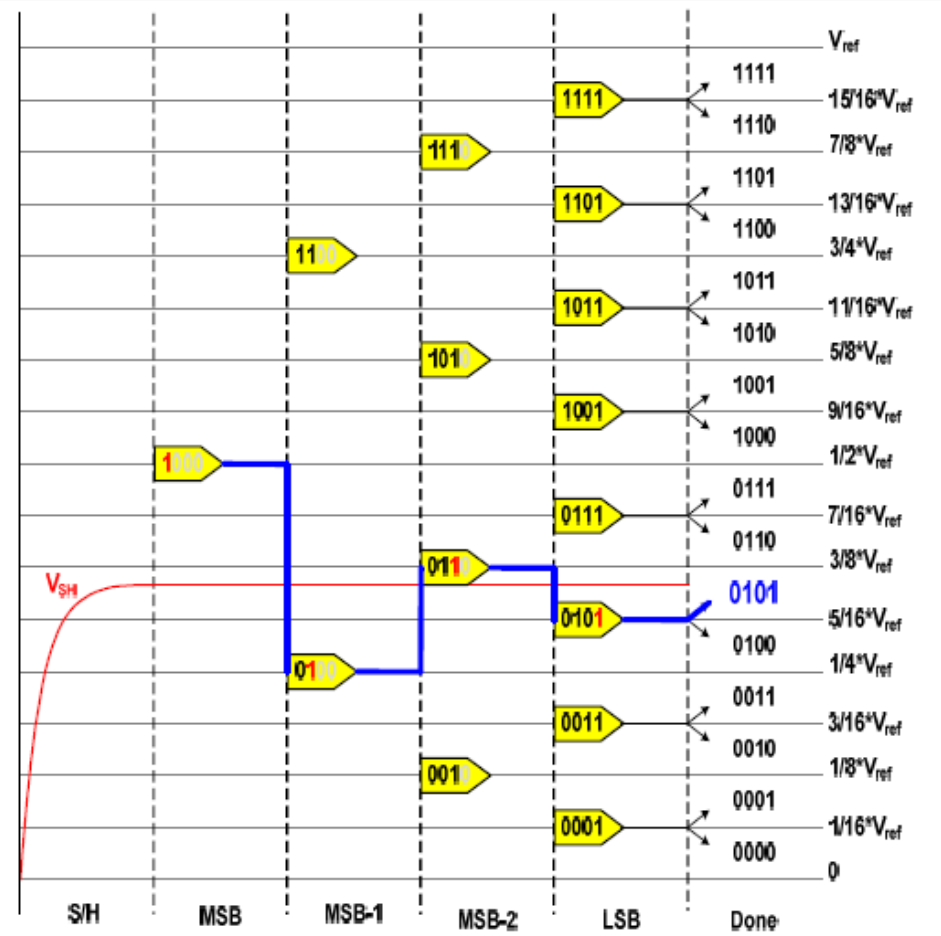 Vref
1111
1111 15/16*Vref
1110
1110 7/8*Vref
1101
1101 13/16*Vref
1100
1100 3/4*Vref
1011
1011 11/16*Vref
1010
1010 5/8*Vref
1001
1001 9/16*Vref
1000
1000 1/2*Vref
0111
0111 7/16*Vref
0110
0110 3/8*Vref
VSHI
0101
0101 5/16*Vref
0100
0100 1/4*Vref
0011
0011 3/16*Vref
0010
0010 1/8*Vref
0001
0001 1/16*Vref
0000
0
S/H MSB MSB-1 MSB-2 LSB Done